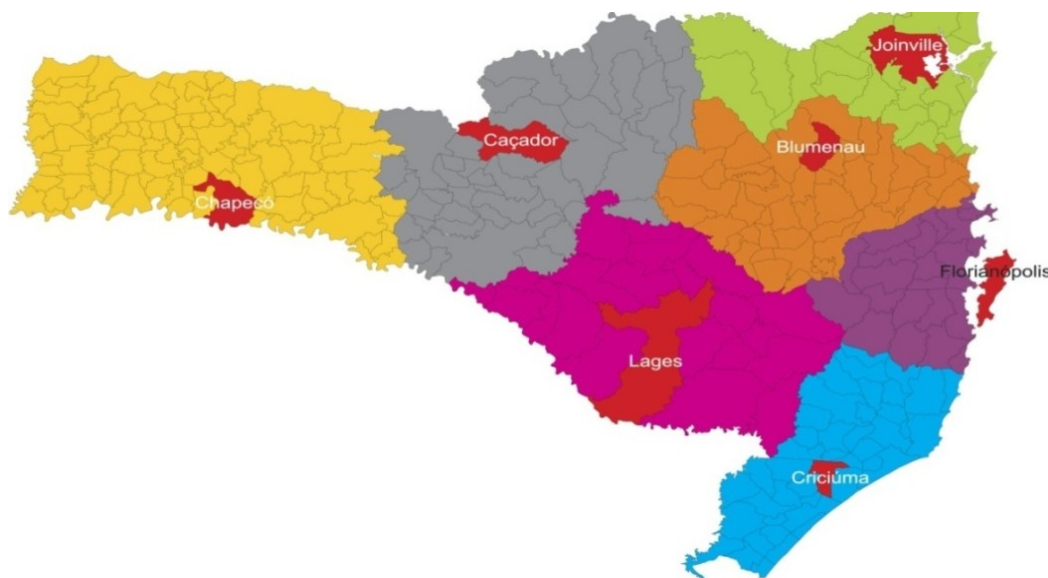 Joinville
Caçador
Blumenau
Chapecó
Florianópolis
Lages
Criciúma